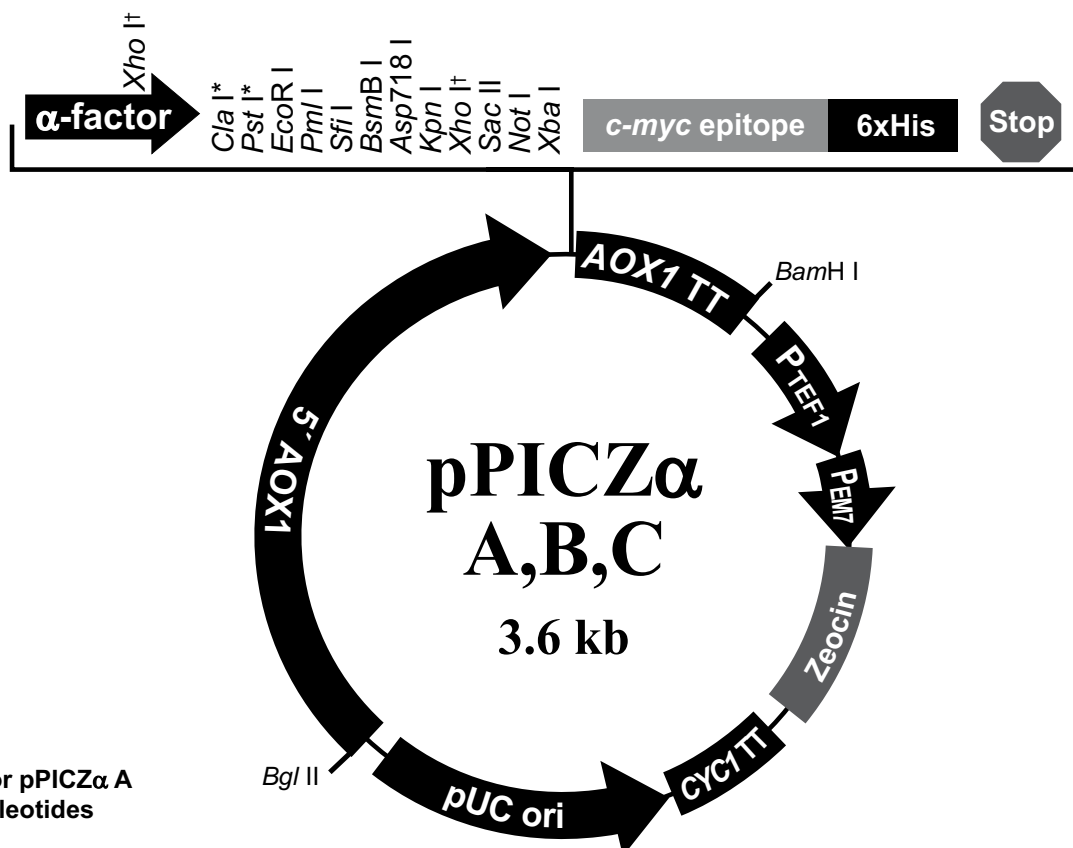 Xho I†
α-factor
Cla I*
Pst I*
EcoR I
Pml I
Sfi I
BsmB I
Asp718 I
Kpn I
Xho I†
Sac II
Not I
Xba I
c-myc epitope
6xHis
Stop
AOX1 TT
BamH I
PTEF1
PEM7
Zeocin
CYC1 TT
pUC ori
Bgl II
5´ AOX1
pPICZα
A,B,C
3.6 kb
pPICZα A